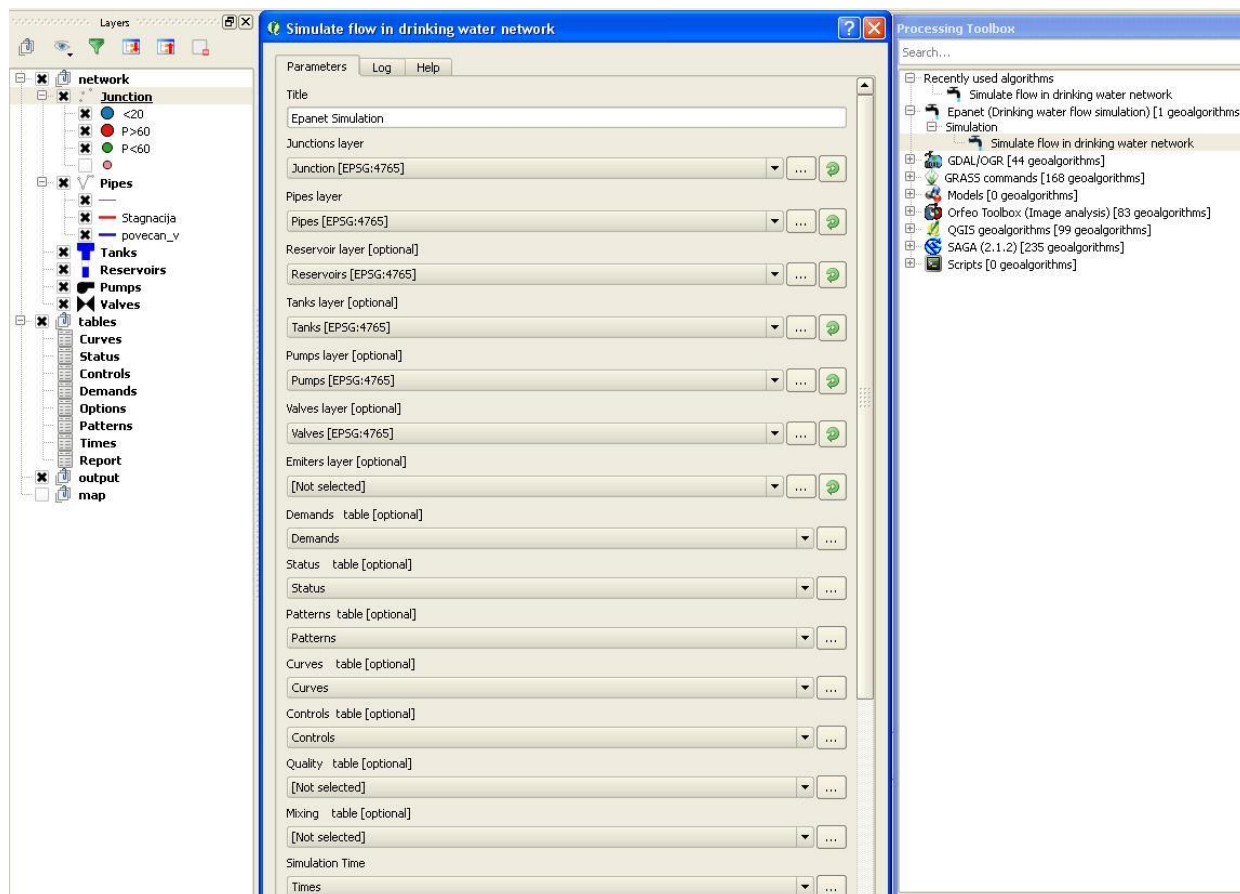 Layers
network
Junction
<20
P>60
P<60
Pipes
Stagnacija
povecan_v
Tanks
Reservoirs
Pumps
Valves
tables
Curves
Status
Controls
Demands
Options
Patterns
Times
Report
output
map
Simulate flow in drinking water network
Parameters
Log
Help
Title
Epanet Simulation
Junctions layer
Junction [EPSG:4765]
...
Pipes layer
Pipes [EPSG:4765]
...
Reservoir layer [optional]
Reservoirs [EPSG:4765]
...
Tanks layer [optional]
Tanks [EPSG:4765]
...
Pumps layer [optional]
Pumps [EPSG:4765]
...
Valves layer [optional]
Valves [EPSG:4765]
...
Emiters layer [optional]
[Not selected]
...
Demands table [optional]
Demands
...
Status table [optional]
Status
...
Patterns table [optional]
Patterns
...
Curves table [optional]
Curves
...
Controls table [optional]
Controls
...
Quality table [optional]
[Not selected]
...
Mixing table [optional]
[Not selected]
...
Simulation Time
Times
...
Processing Toolbox
Search...
Recently used algorithms
Simulate flow in drinking water network
Epanet (Drinking water flow simulation) [1 geoalgorithms
Simulation
Simulate flow in drinking water network
GDAL/OGR [44 geoalgorithms]
GRASS commands [168 geoalgorithms]
Models [0 geoalgorithms]
Orfeo Toolbox (Image analysis) [83 geoalgorithms]
QGIS geoalgorithms [99 geoalgorithms]
SAGA (2.1.2) [235 geoalgorithms]
Scripts [0 geoalgorithms]